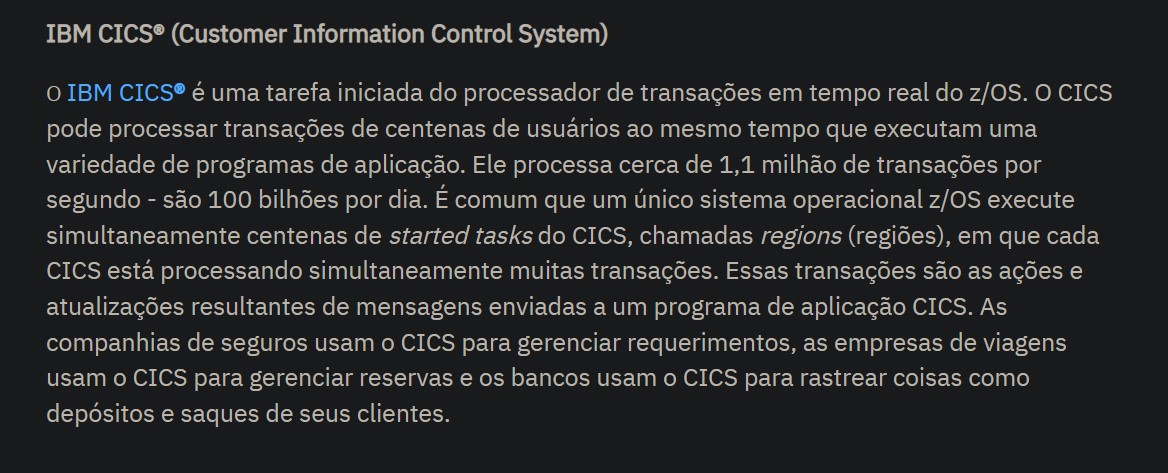 IBM CICS® (Customer Information Control System)
O IBM CICS® é uma tarefa iniciada do processador de transações em tempo real do z/OS. O CICS
pode processar transações de centenas de usuários ao mesmo tempo que executam uma
variedade de programas de aplicação. Ele processa cerca de 1,1 milhão de transações por
segundo - são 100 bilhões por dia. É comum que um único sistema operacional z/OS execute
simultaneamente centenas de started tasks do CICS, chamadas regions (regiões), em que cada
CICS está processando simultaneamente muitas transações. Essas transações são as ações e
atualizações resultantes de mensagens enviadas a um programa de aplicação CICS. As
companhias de seguros usam o CICS para gerenciar requerimentos, as empresas de viagens
usam o CICS para gerenciar reservas e os bancos usam o CICS para rastrear coisas como
depósitos e saques de seus clientes.